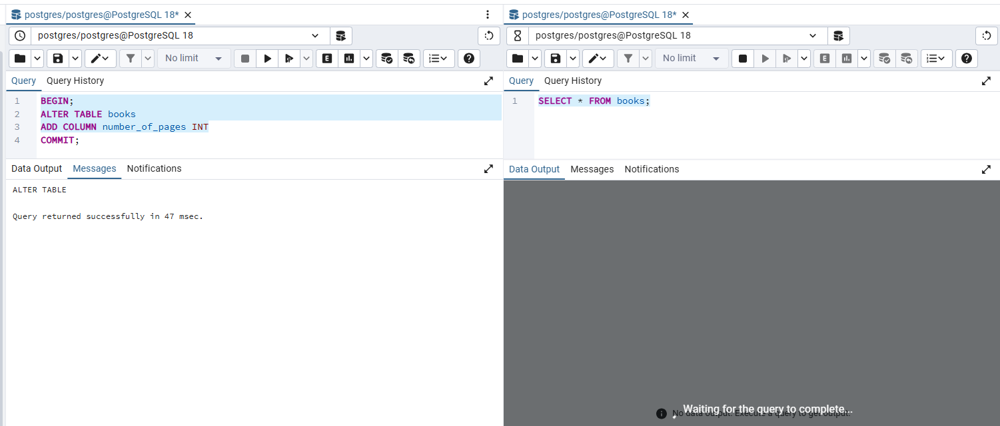 postgres/postgres@PostgreSQL 18*
postgres/postgres@PostgreSQL 18
No limit
E
Query Query History
1 BEGIN;
2 ALTER TABLE books
3 ADD COLUMN number_of_pages INT
4 COMMIT;
Data Output Messages Notifications
ALTER TABLE
Query returned successfully in 47 msec.
postgres/postgres@PostgreSQL 18*
postgres/postgres@PostgreSQL 18
No limit
E
Query Query History
1 SELECT * FROM books;
Data Output Messages Notifications
Waiting for the query to complete...
No data output. Execute a query to get output.